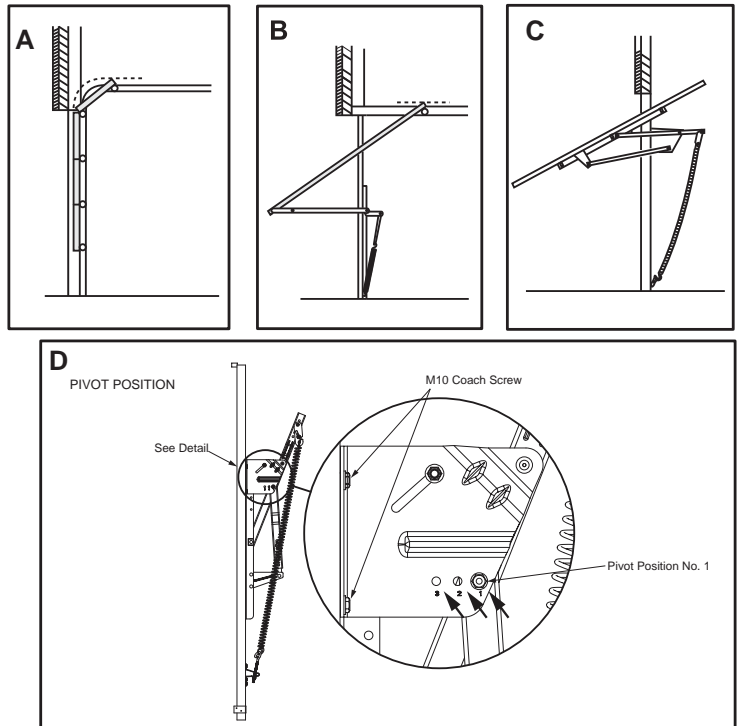 A
B
C
D
PIVOT POSITION
M10 Coach Screw
See Detail
Pivot Position No. 1
3 2 1